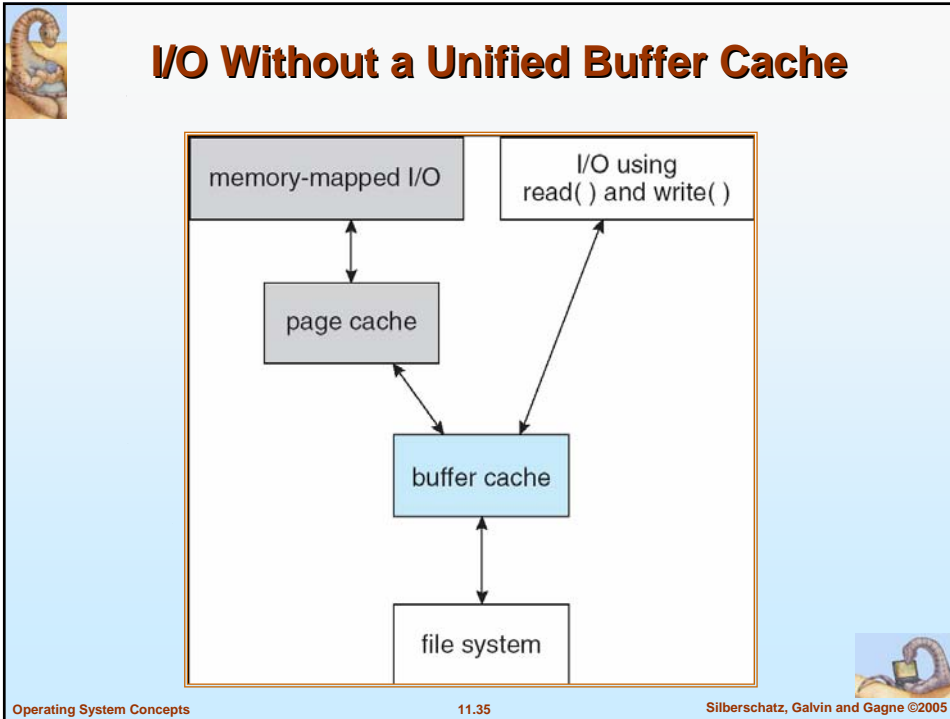 I/O Without a Unified Buffer Cache
memory-mapped I/O
I/O using
read( ) and write( )
page cache
buffer cache
file system
Operating System Concepts
11.35
Silberschatz, Galvin and Gagne ©2005